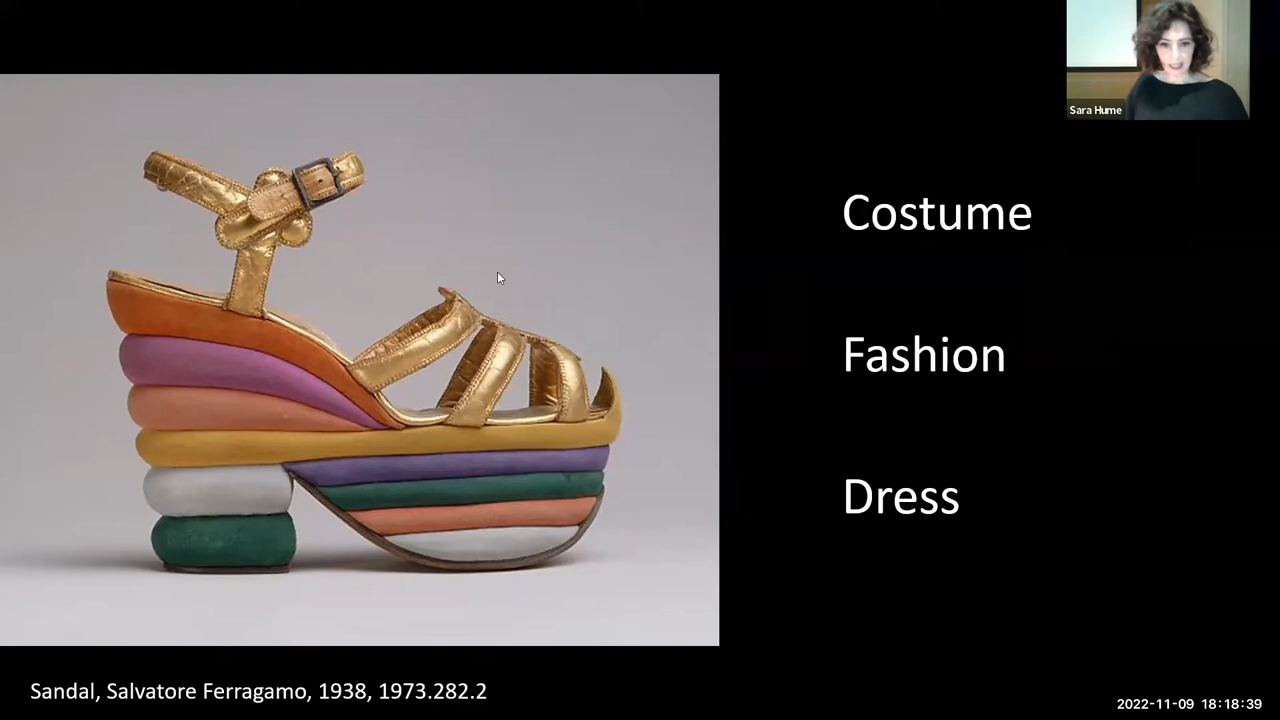 Sara Hume
Costume
Fashion
Dress
Sandal, Salvatore Ferragamo, 1938, 1973.282.2
2022-11-09 18:18:39